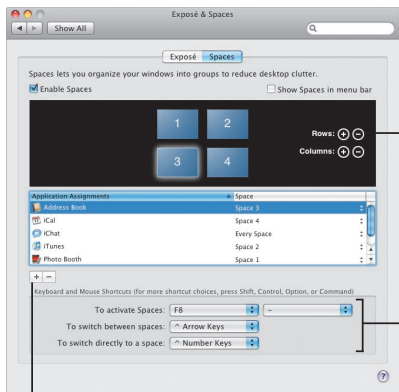 Exposé & Spaces
Show All
Exposé Spaces
Spaces lets you organize your windows into groups to reduce desktop clutter.
Enable Spaces Show Spaces in menu bar
1 2
Rows:
Columns:
3 4
Application Assignments Space
Address Book Space 3
iCal Space 4
iChat Every Space
iTunes Space 2
Photo Booth Space 1
+ −
Keyboard and Mouse Shortcuts (for more shortcut choices, press Shift, Control, Option, or Command)
To activate Spaces: F8 –
To switch between spaces: ^ Arrow Keys
To switch directly to a space: ^ Number Keys
?